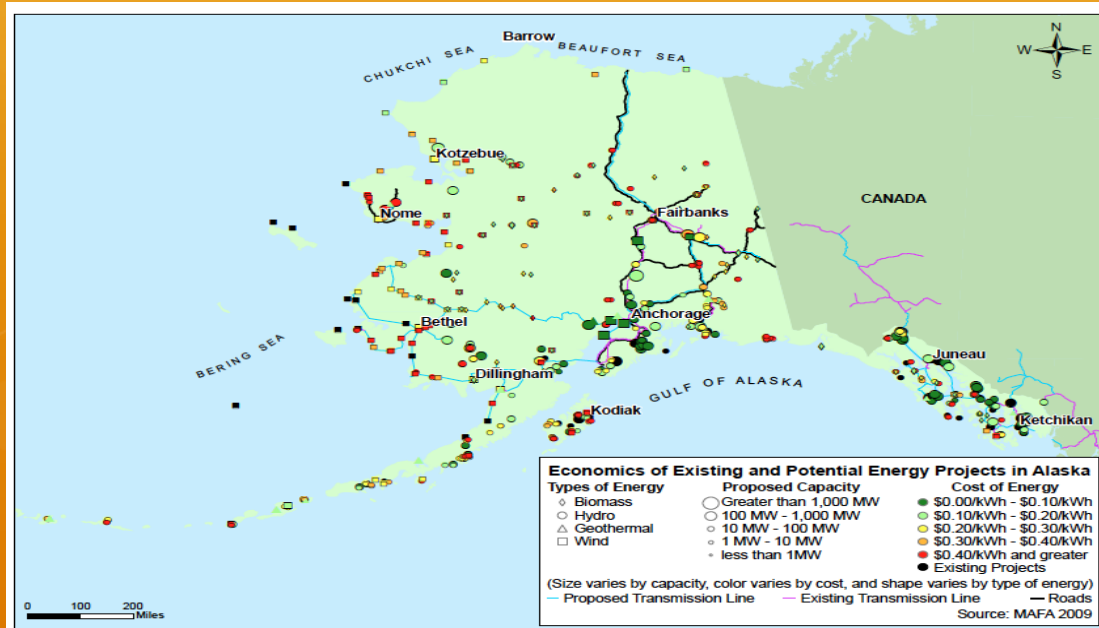 Barrow
CHUKCHI SEA
BEAUFORT SEA
N
W E
S
Kotzebue
CANADA
Nome
Fairbanks
Anchorage
Bethel
BERING SEA
Juneau
Dillingham
GULF OF ALASKA
Kodiak
Ketchikan
Economics of Existing and Potential Energy Projects in Alaska
Types of Energy
Biomass
Hydro
Geothermal
Wind
Proposed Capacity
Greater than 1,000 MW
100 MW - 1,000 MW
10 MW - 100 MW
1 MW - 10 MW
less than 1MW
Cost of Energy
$0.00/kWh - $0.10/kWh
$0.10/kWh - $0.20/kWh
$0.20/kWh - $0.30/kWh
$0.30/kWh - $0.40/kWh
$0.40/kWh and greater
Existing Projects
(Size varies by capacity, color varies by cost, and shape varies by type of energy)
Proposed Transmission Line Existing Transmission Line Roads
Source: MAFA 2009
0 100 200
Miles